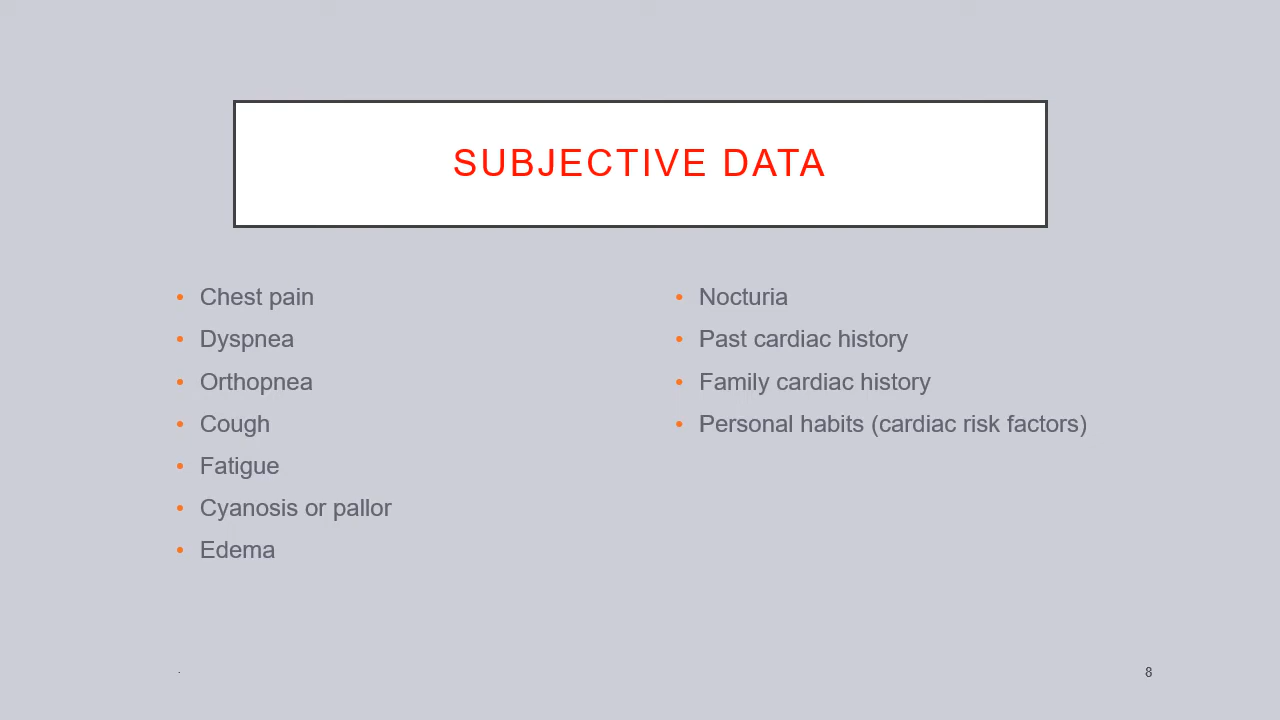 SUBJECTIVE DATA
• Chest pain
• Dyspnea
• Orthopnea
• Cough
• Fatigue
• Cyanosis or pallor
• Edema
• Nocturia
• Past cardiac history
• Family cardiac history
• Personal habits (cardiac risk factors)
.
8